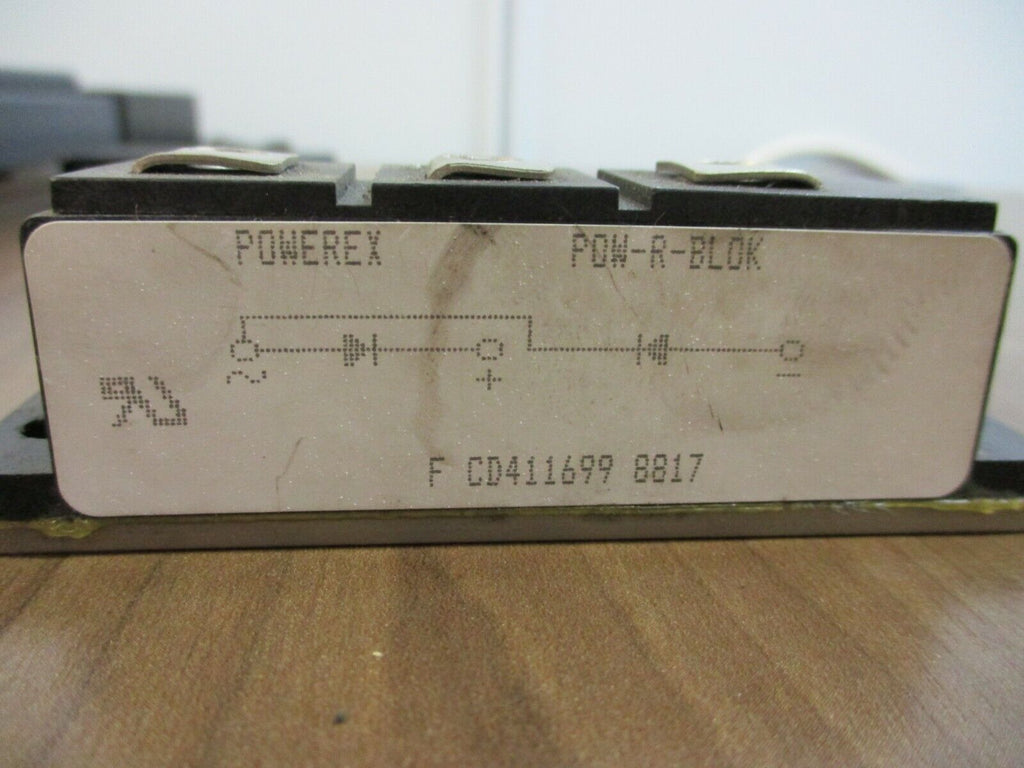 POWEREX POW-R-BLOK
~ + −
F CD411699 8817